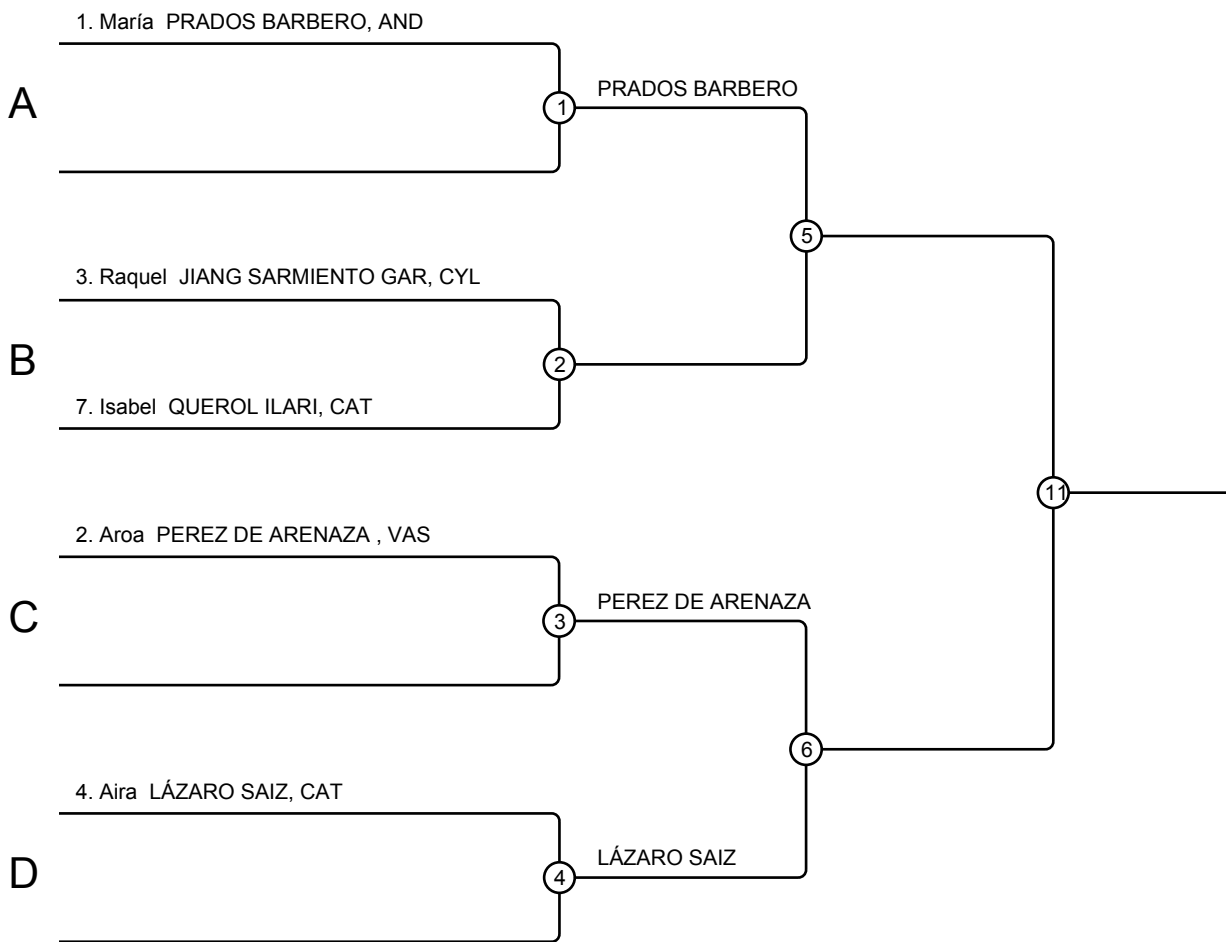 1. María PRADOS BARBERO, AND
A
1
PRADOS BARBERO
5
3. Raquel JIANG SARMIENTO GAR, CYL
B
2
7. Isabel QUEROL ILARI, CAT
11
2. Aroa PEREZ DE ARENAZA , VAS
C
3
PEREZ DE ARENAZA
6
4. Aira LÁZARO SAIZ, CAT
D
4
LÁZARO SAIZ